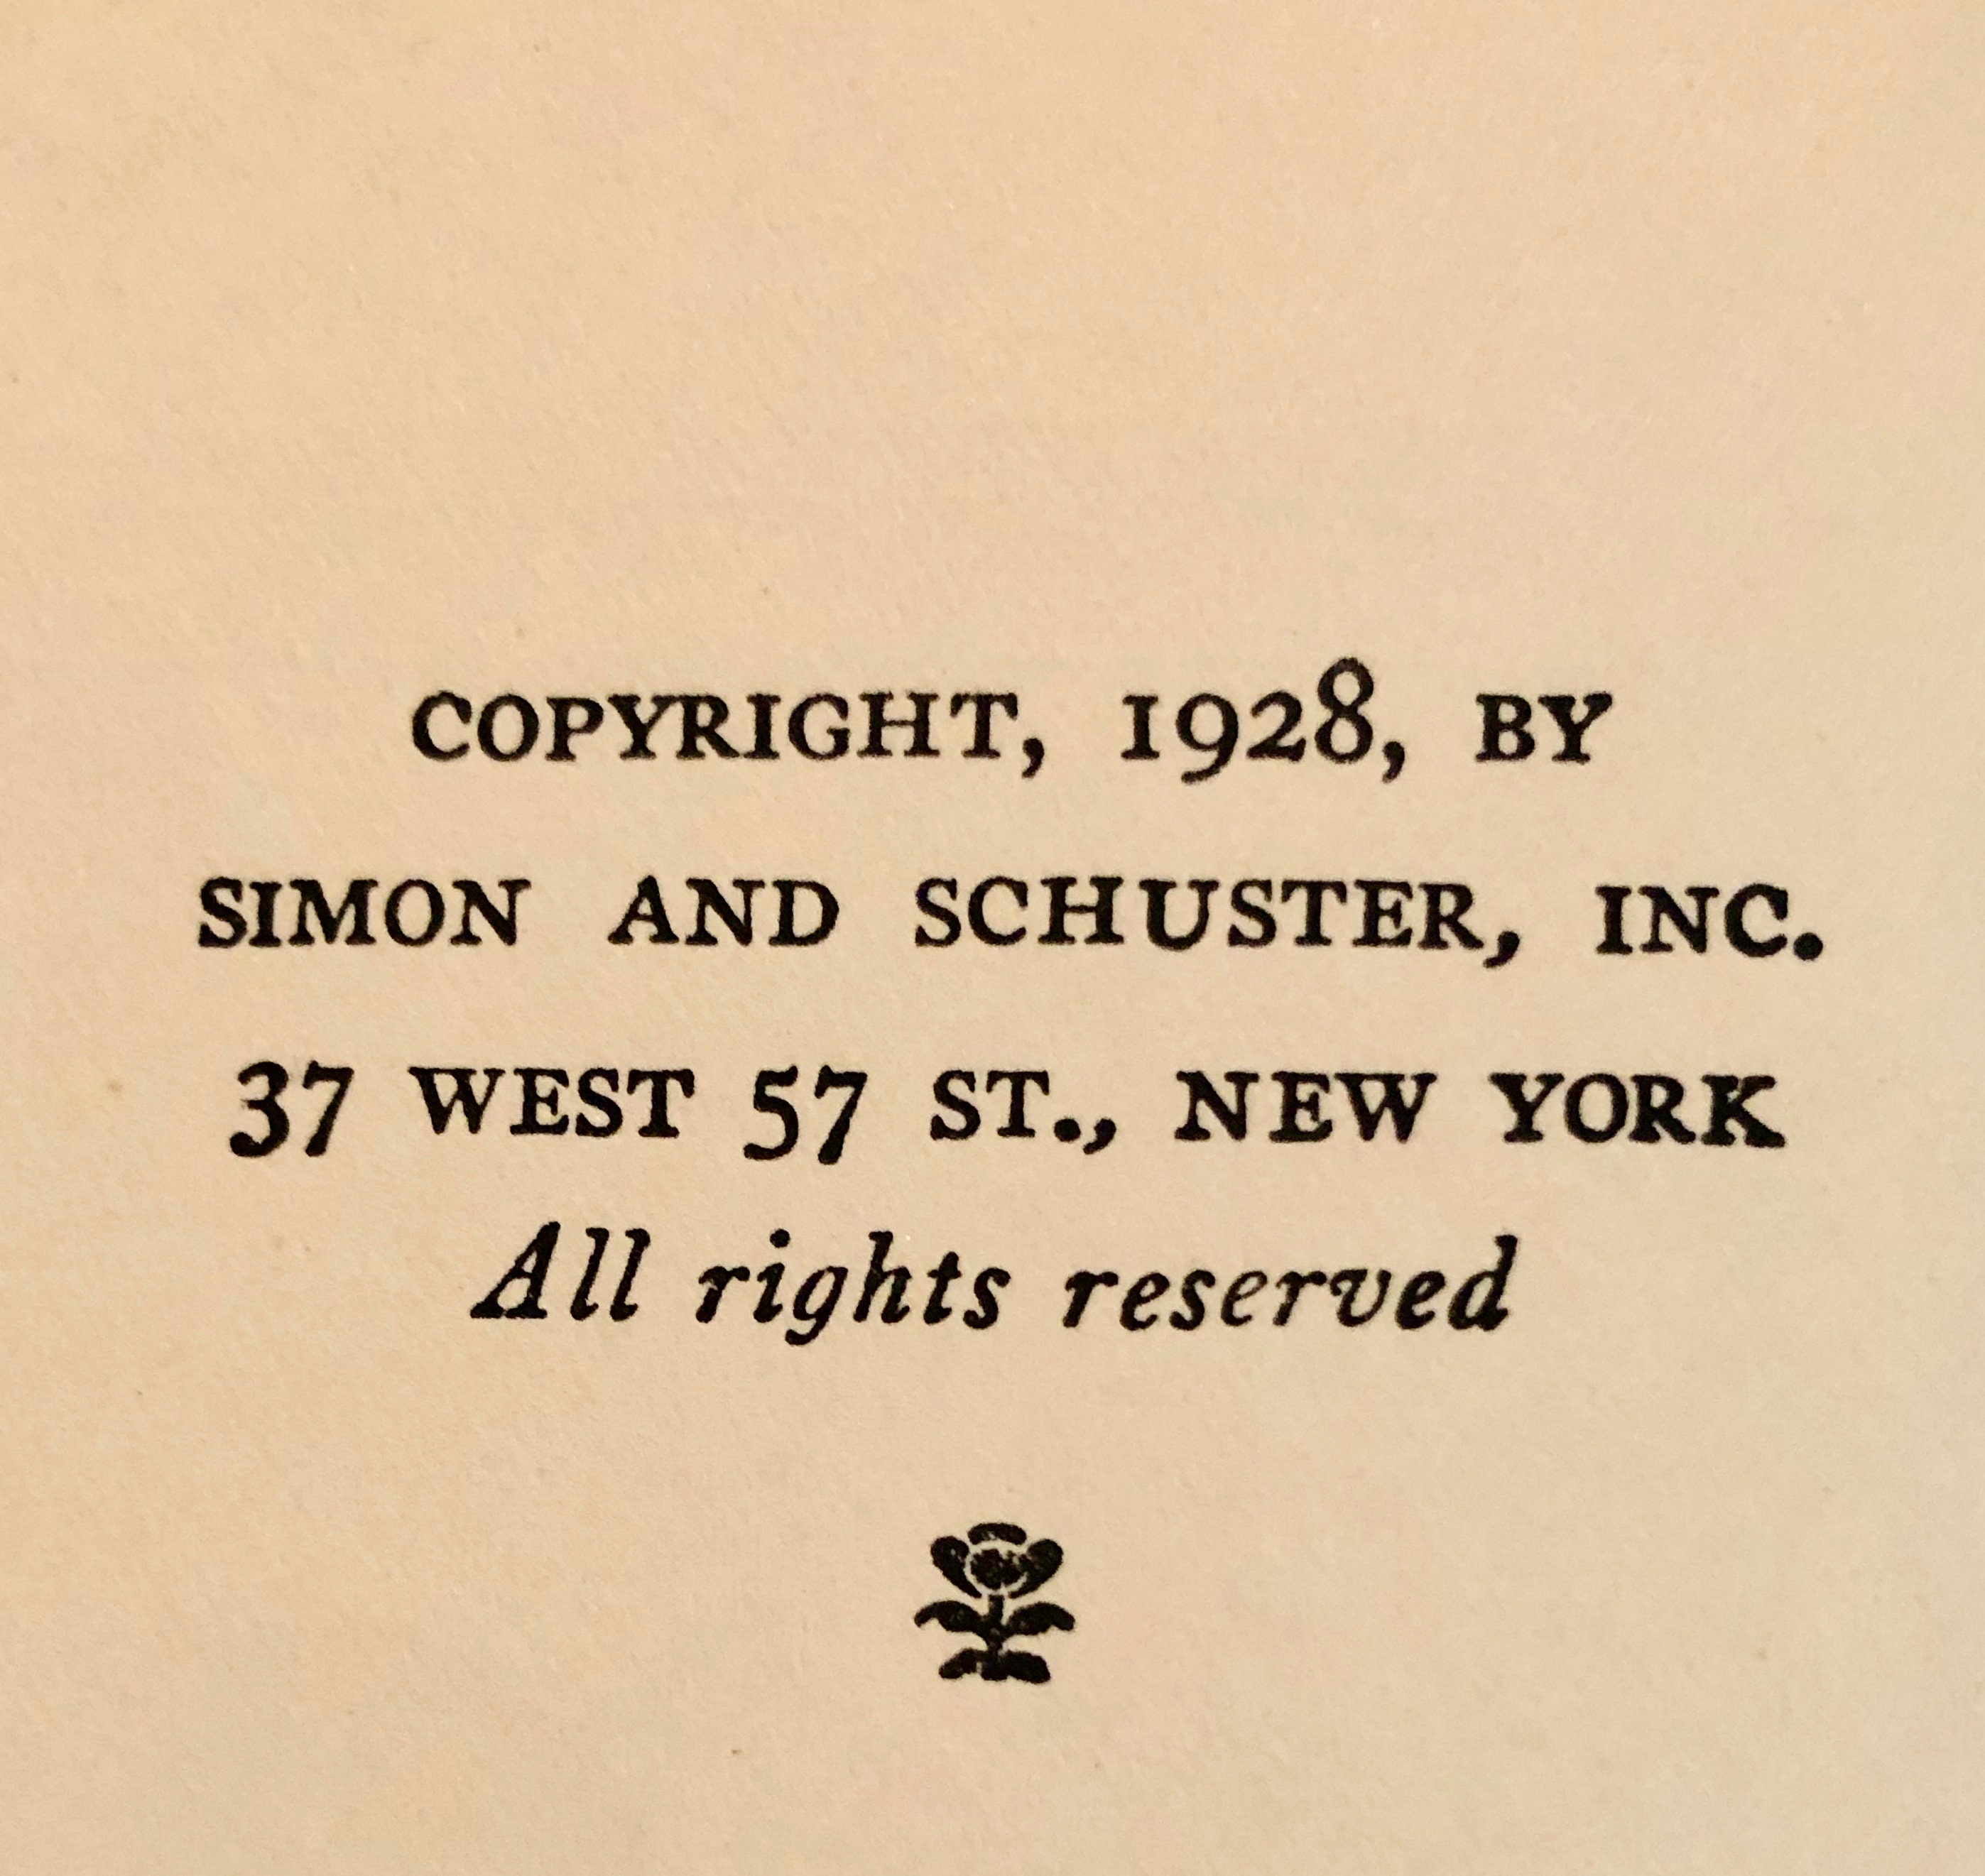 COPYRIGHT, 1928, BY
SIMON AND SCHUSTER, INC.
37 WEST 57 ST., NEW YORK
All rights reserved